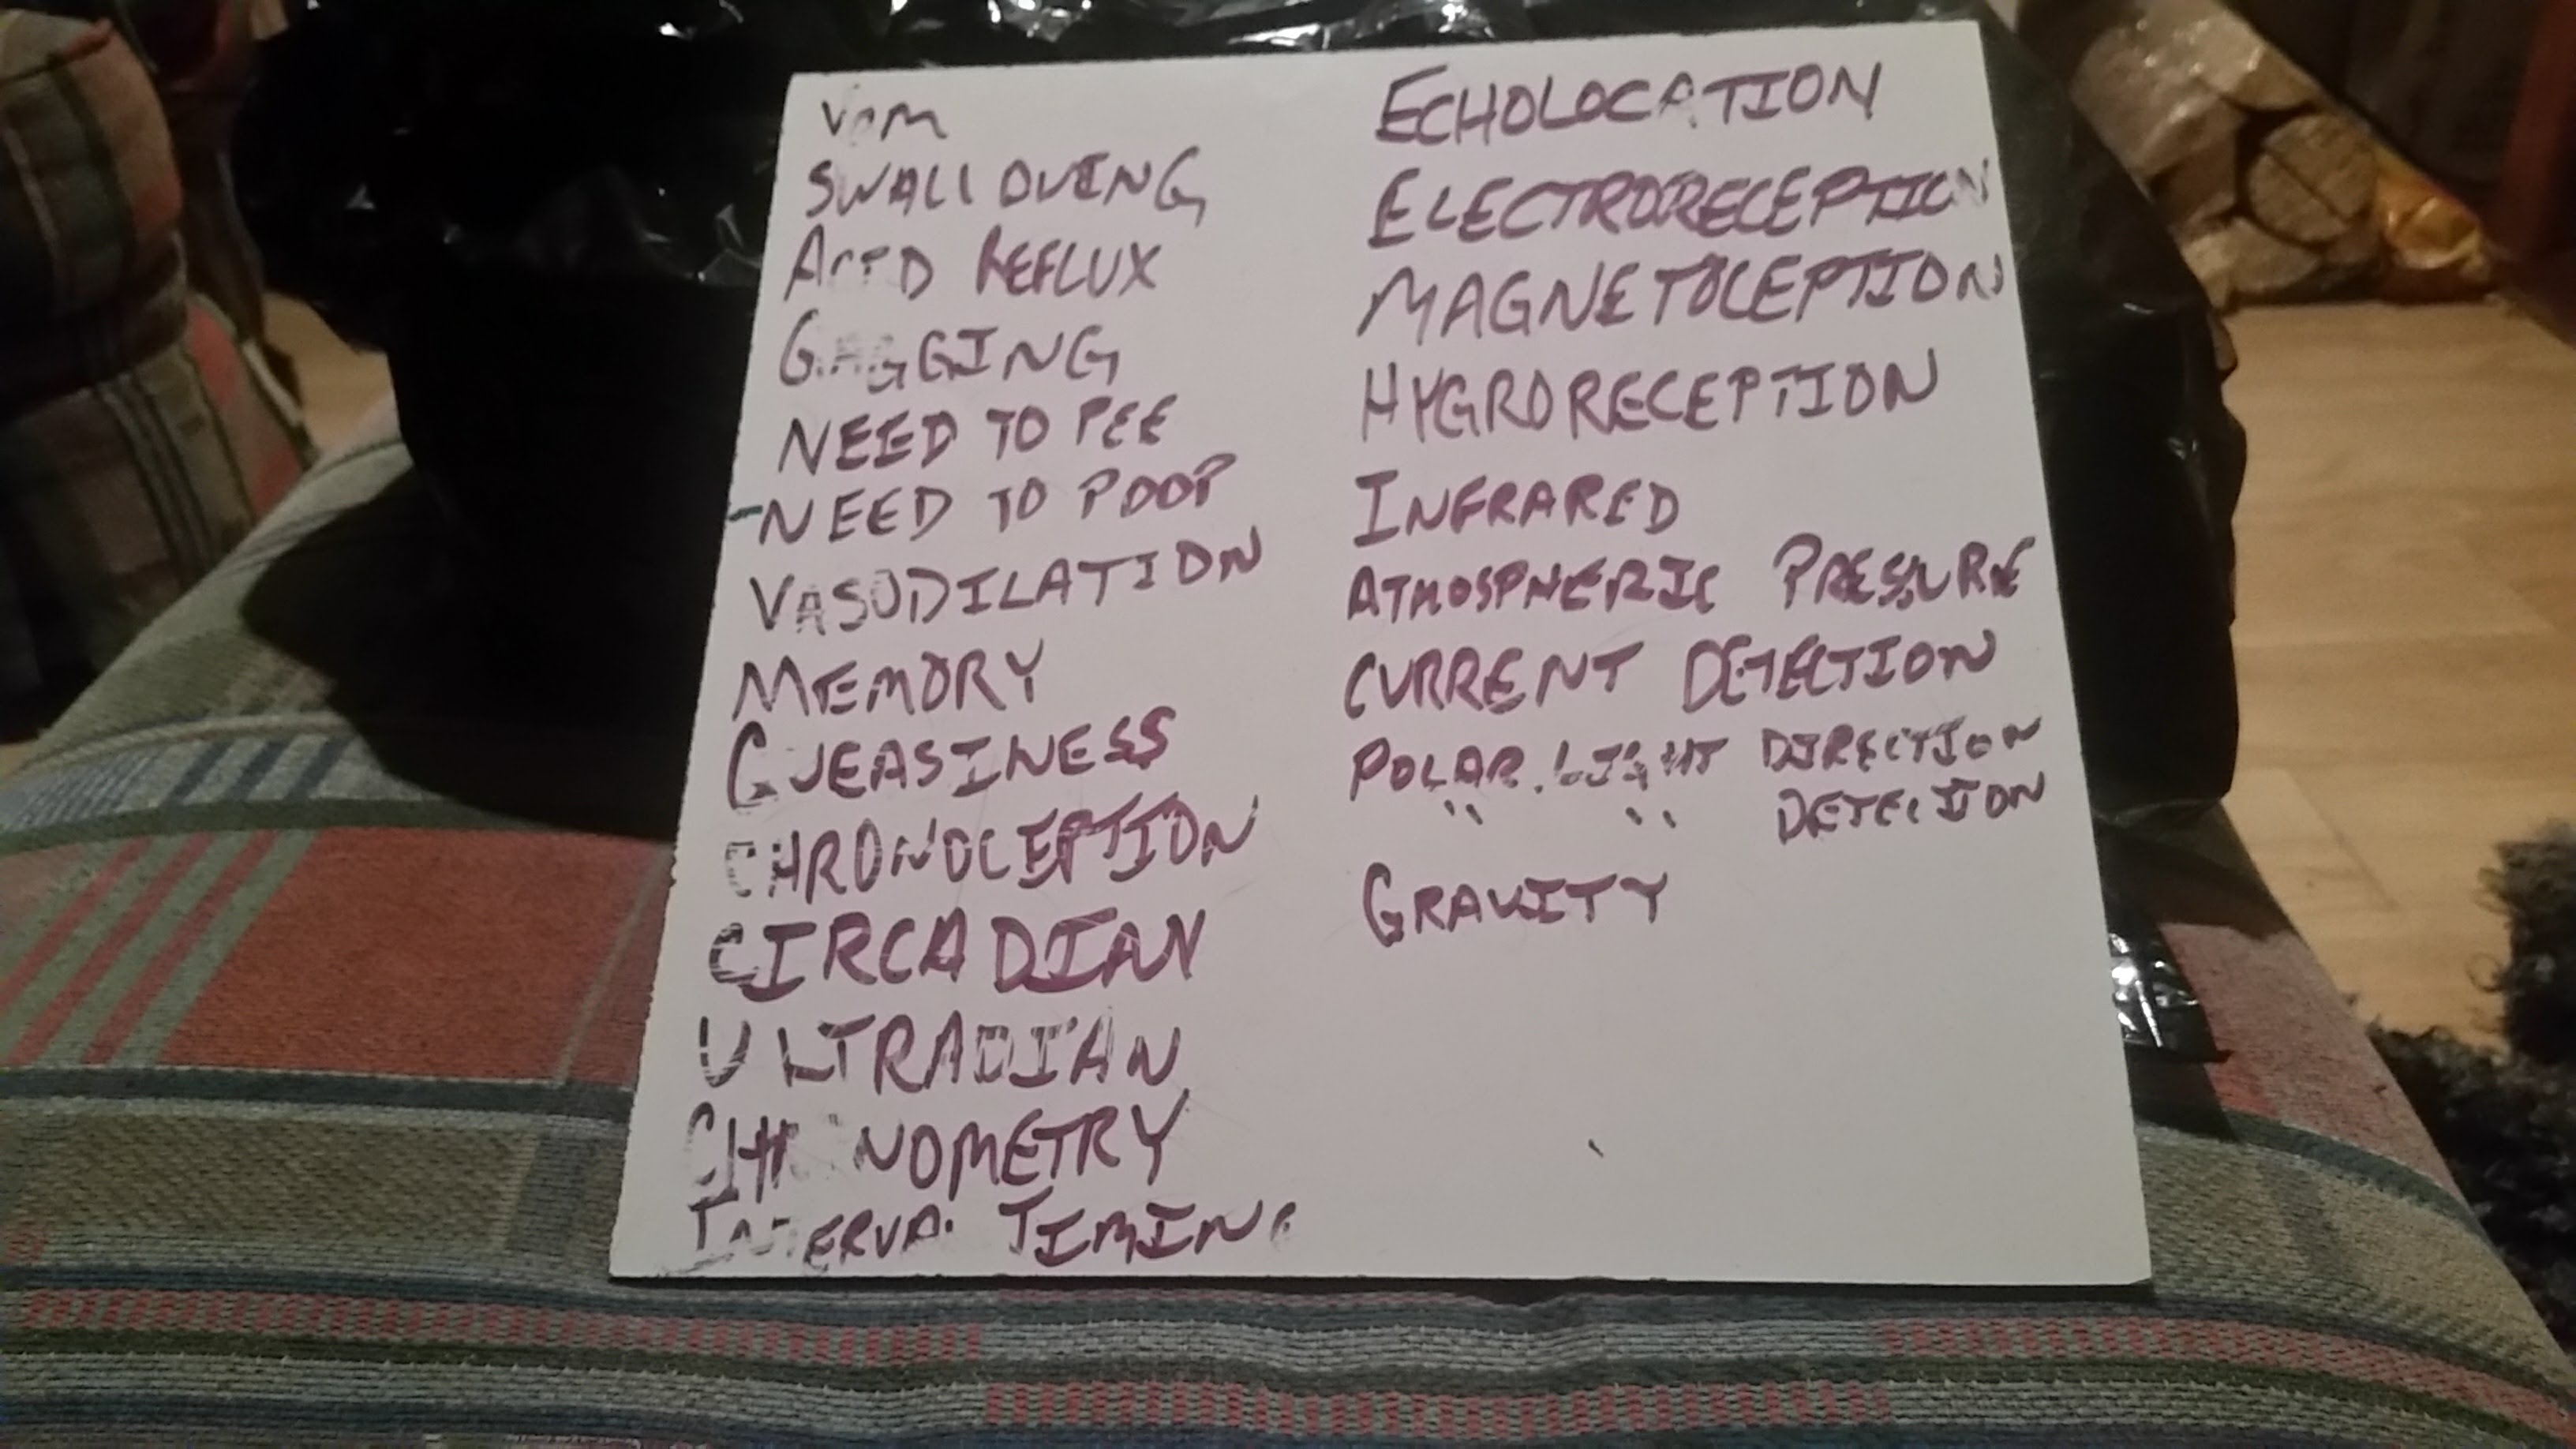 VOM
SWALLOWING
ACID REFLUX
GAGGING
NEED TO PEE
-NEED TO POOP
VASODILATION
MEMORY
QUEASINESS
CHRONOCEPTION
CIRCADIAN
ULTRADIAN
CHRONOMETRY
INTERVAL TIMING
ECHOLOCATION
ELECTRORECEPTION
MAGNETOCEPTION
HYGRORECEPTION
INFRARED
ATMOSPHERIC PRESSURE
CURRENT DETECTION
POLAR. LIGHT DIRECTION
" " DETECTION
GRAVITY